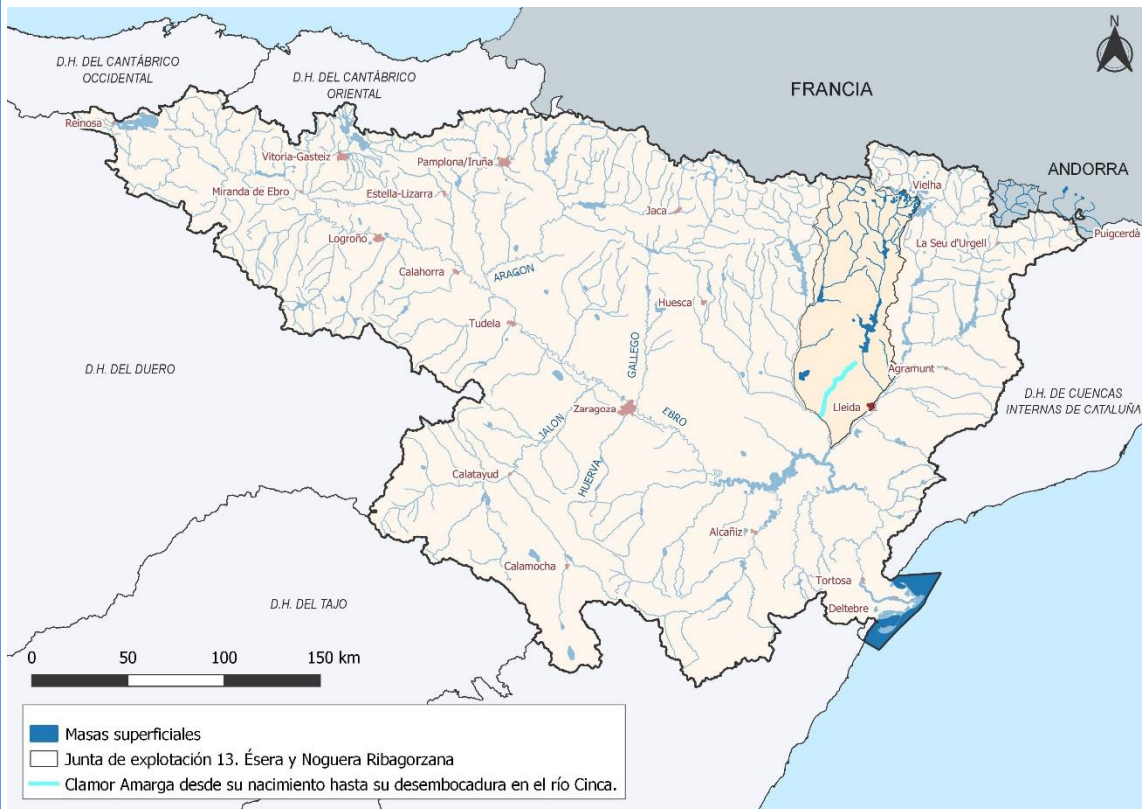 N
D.H. DEL CANTÁBRICO
OCCIDENTAL
D.H. DEL CANTÁBRICO
ORIENTAL
FRANCIA
ANDORRA
Reinosa
Vitoria-Gasteiz
Pamplona/Iruña
Vielha
Miranda de Ebro
Estella-Lizarra
Jaca
La Seu d'Urgell
Puigcerdà
Logroño
Calahorra
ARAGON
Huesca
Tudela
GALLEGO
Agramunt
D.H. DEL DUERO
D.H. DE CUENCAS
INTERNAS DE CATALUÑA
Lleida
Zaragoza
EBRO
JALON
HUERVA
Calatayud
Alcañiz
Calamocha
Tortosa
Deltebre
D.H. DEL TAJO
0 50 100 150 km
Masas superficiales
Junta de explotación 13. Ésera y Noguera Ribagorzana
Clamor Amarga desde su nacimiento hasta su desembocadura en el río Cinca.